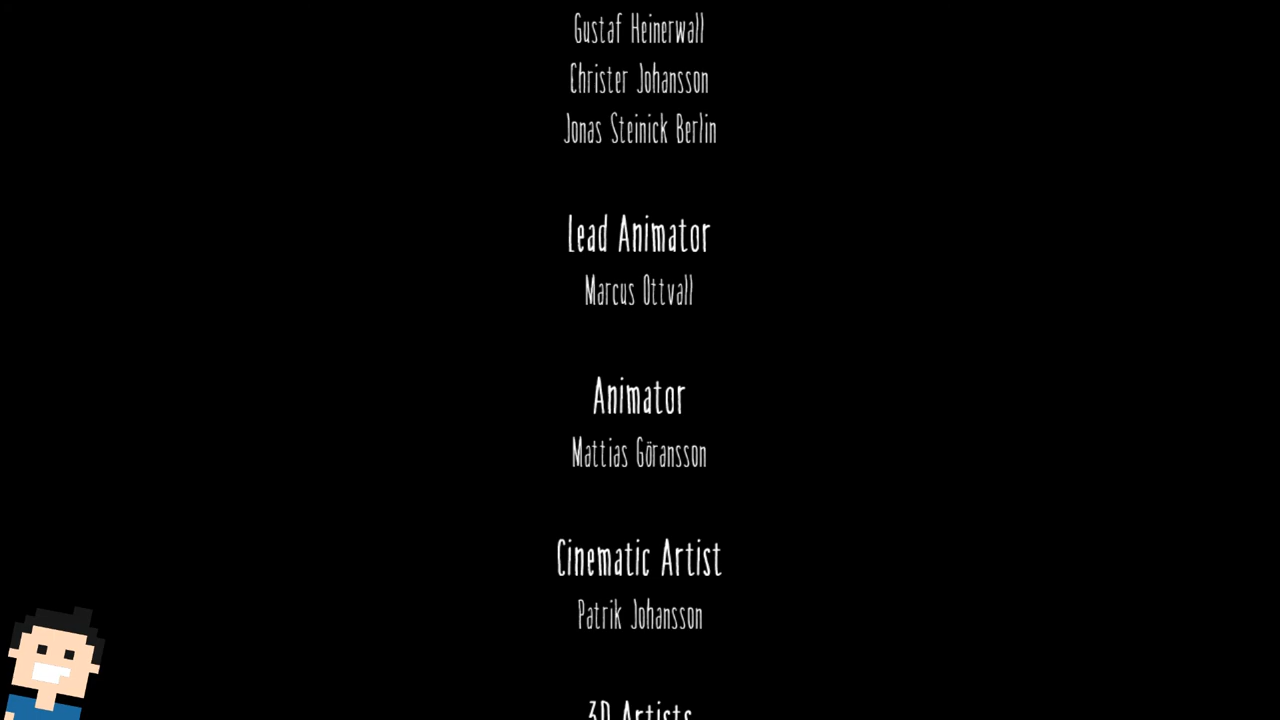 Gustaf Heinerwall
Christer Johansson
Jonas Steinick Berlin
Lead Animator
Marcus Ottvall
Animator
Mattias Göransson
Cinematic Artist
Patrik Johansson
3D Artists